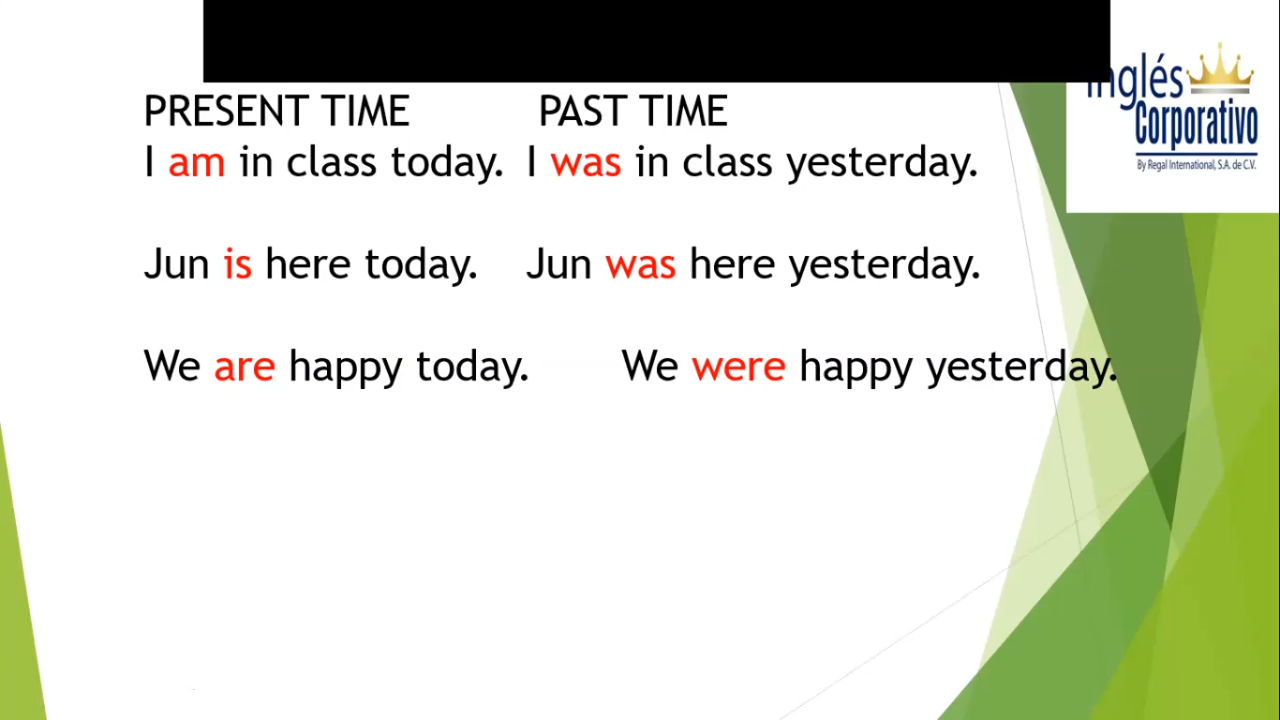 PRESENT TIME PAST TIME
I am in class today. I was in class yesterday.
Jun is here today. Jun was here yesterday.
We are happy today. We were happy yesterday.
Inglés
Corporativo
By Regal International, S.A. de C.V.